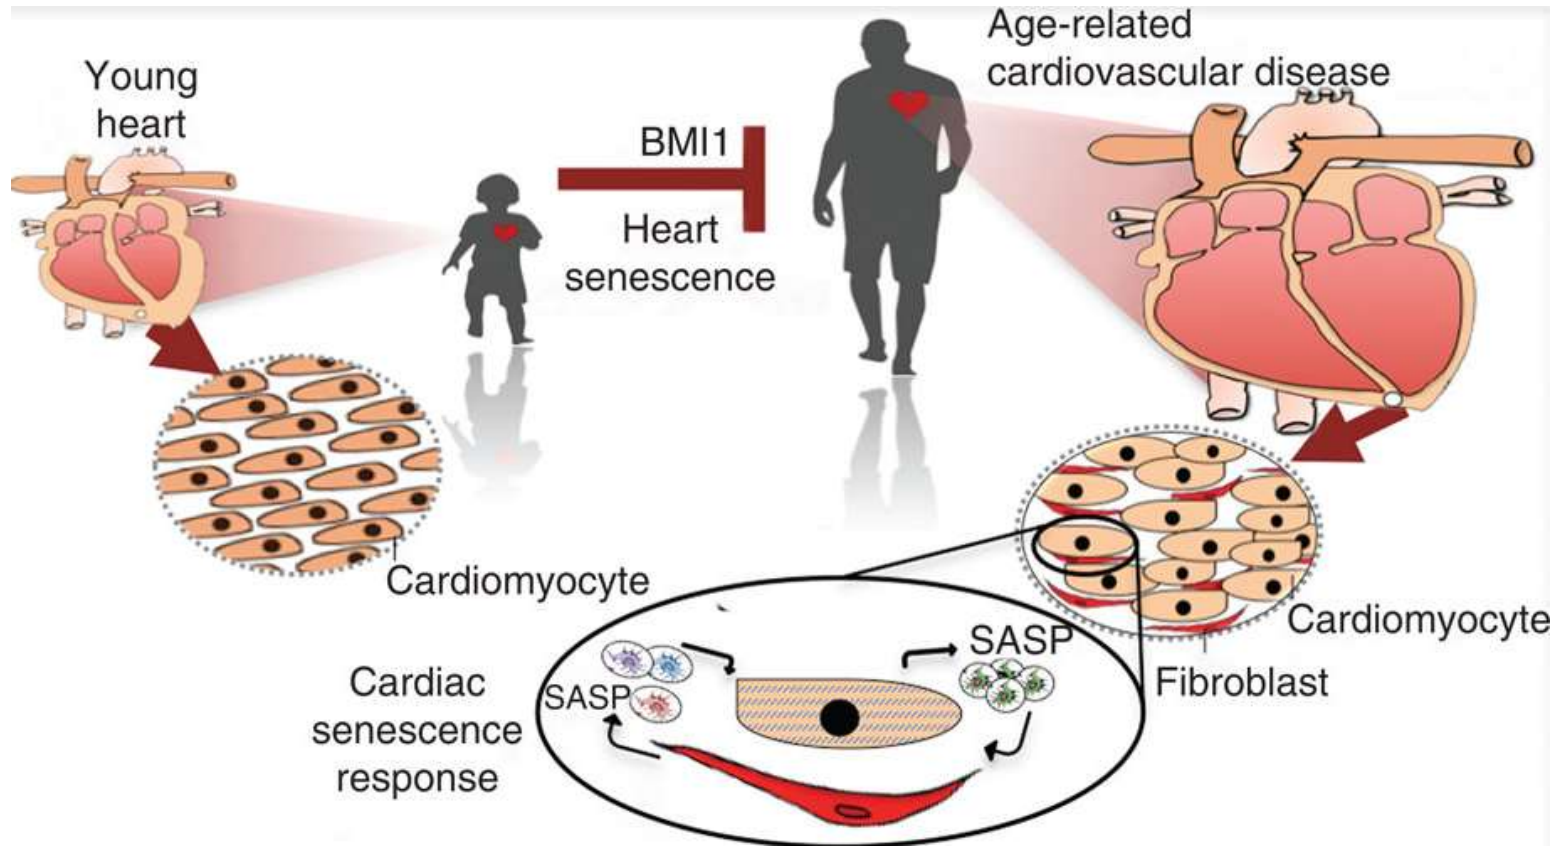 Young
heart
BMI1
Heart
senescence
Age-related
cardiovascular disease
Cardiomyocyte
Cardiomyocyte
Fibroblast
Cardiac
senescence
response
SASP
SASP